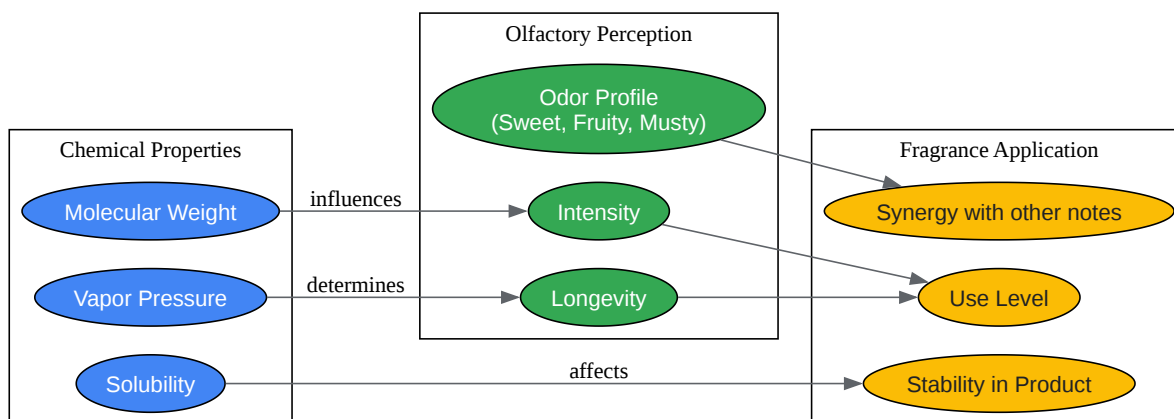 Olfactory Perception
Odor Profile
(Sweet, Fruity, Musty)
Chemical Properties
Fragrance Application
Molecular Weight
influences
Intensity
Synergy with other notes
Vapor Pressure
determines
Longevity
Use Level
Solubility
affects
Stability in Product